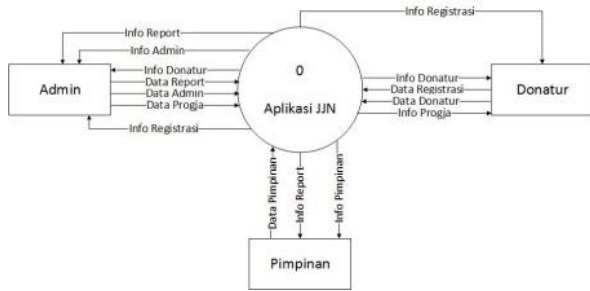 Info Registrasi
Info Report
Info Admin
Info Donatur
Data Report
Data Admin
Data Progja
Info Registrasi
Admin
0
Aplikasi JJN
Info Donatur
Data Registrasi
Data Donatur
Info Progja
Donatur
Data Pimpinan
Info Report
Info Pimpinan
Pimpinan